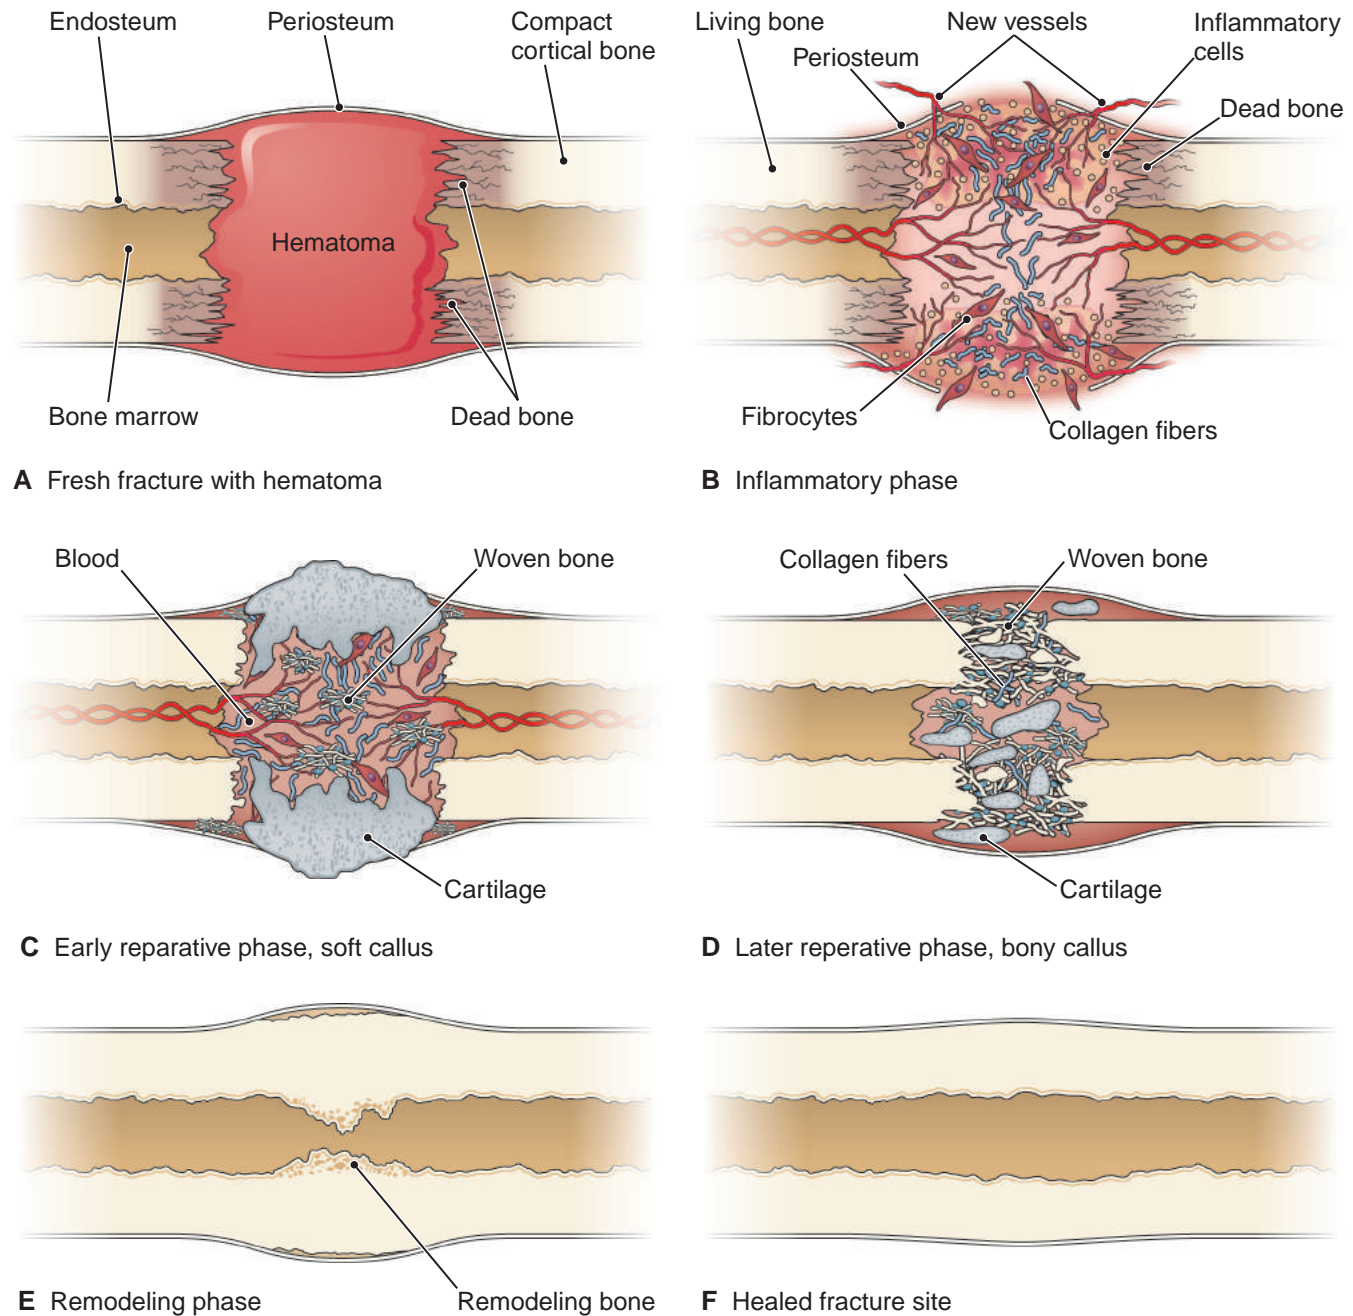 Endosteum
Periosteum
Compact
cortical bone
Hematoma
Bone marrow
Dead bone
A Fresh fracture with hematoma
Living bone
New vessels
Inflammatory
cells
Periosteum
Dead bone
Fibrocytes
Collagen fibers
B Inflammatory phase
Blood
Woven bone
Cartilage
C Early reparative phase, soft callus
Collagen fibers
Woven bone
Cartilage
D Later reperative phase, bony callus
E Remodeling phase
Remodeling bone
F Healed fracture site